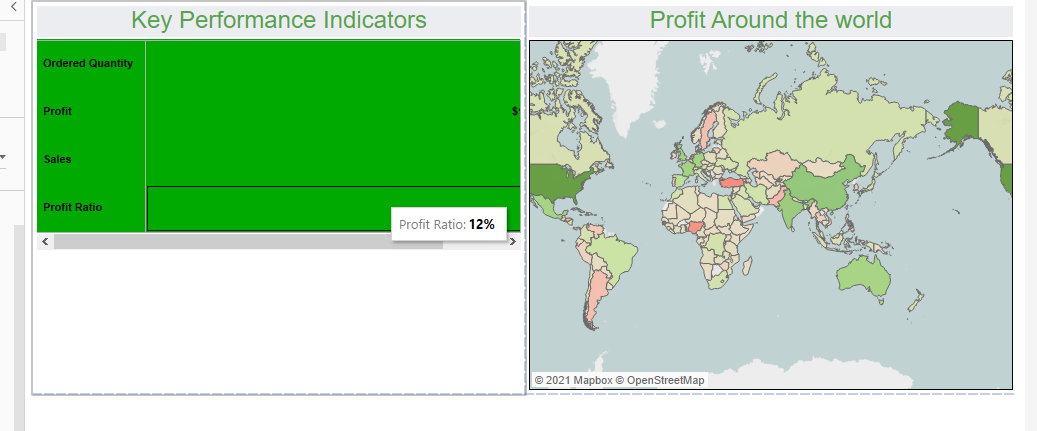 Key Performance Indicators
Profit Around the world
Ordered Quantity
Profit
$
Sales
Profit Ratio
Profit Ratio: 12%
© 2021 Mapbox © OpenStreetMap